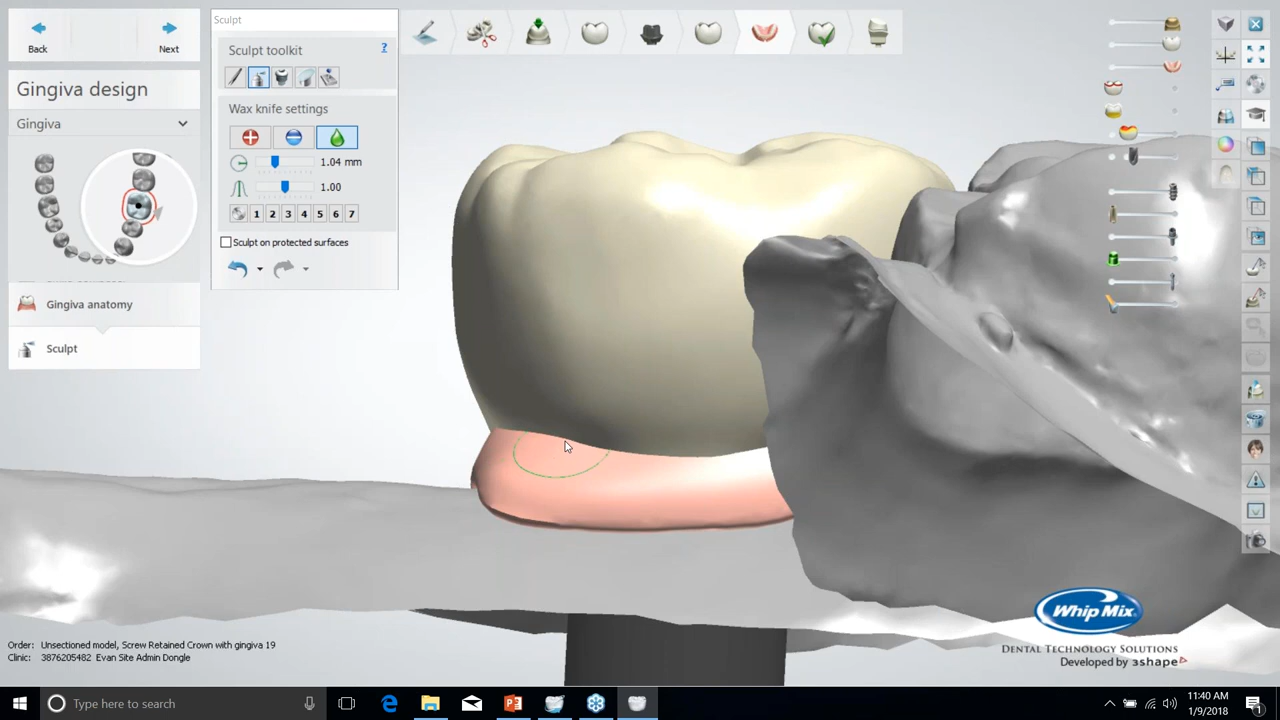 Back
Next
Gingiva design
Gingiva
Gingiva anatomy
Sculpt
Sculpt
Sculpt toolkit
?
Wax knife settings
1.04 mm
1.00
1 2 3 4 5 6 7
Sculpt on protected surfaces
Whip Mix
DENTAL TECHNOLOGY SOLUTIONS
Developed by 3shape
Order: Unsectioned model, Screw Retained Crown with gingiva 19
Clinic: 3876205482 Evan Site Admin Dongle
Type here to search
11:40 AM
1/9/2018
1